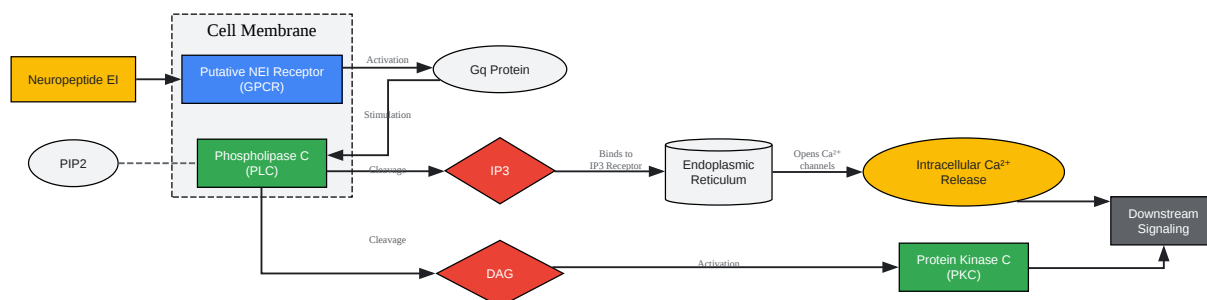 Cell Membrane
Neuropeptide EI
Putative NEI Receptor
(GPCR)
Activation
Gq Protein
Stimulation
PIP2
Phospholipase C
(PLC)
Cleavage
IP3
Binds to
IP3 Receptor
Endoplasmic
Reticulum
Opens Ca²⁺
channels
Intracellular Ca²⁺
Release
Downstream
Signaling
Cleavage
DAG
Activation
Protein Kinase C
(PKC)